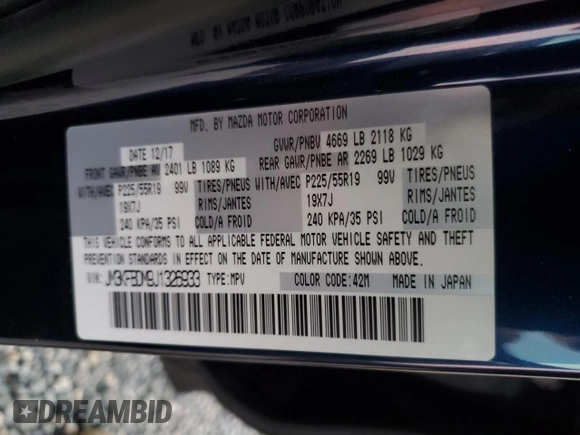 MFD. BY MAZDA MOTOR CORPORATION
DATE 12/17 GVWR/PNBV 4669 LB 2118 KG
FRONT GAWR/PNBE AV 2401 LB 1089 KG REAR GAWR/PNBE AR 2269 LB 1029 KG
WITH/AVEC P225/55R19 99V TIRES/PNEUS WITH/AVEC P225/55R19 99V TIRES/PNEUS
19X7J RIMS/JANTES 19X7J RIMS/JANTES
240 KPA/35 PSI COLD/A FROID 240 KPA/35 PSI COLD/A FROID
THIS VEHICLE CONFORMS TO ALL APPLICABLE FEDERAL MOTOR VEHICLE SAFETY AND THEFT
PREVENTION STANDARDS IN EFFECT ON THE DATE OF MANUFACTURE SHOWN ABOVE.
VIN: JM3KFBDM9J1326933 TYPE: MPV COLOR CODE: 42M MADE IN JAPAN
DREAMBID